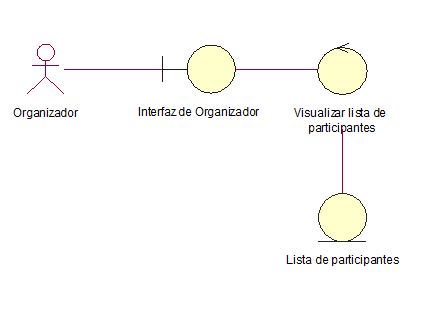 Organizador
Interfaz de Organizador
Visualizar lista de
participantes
Lista de participantes